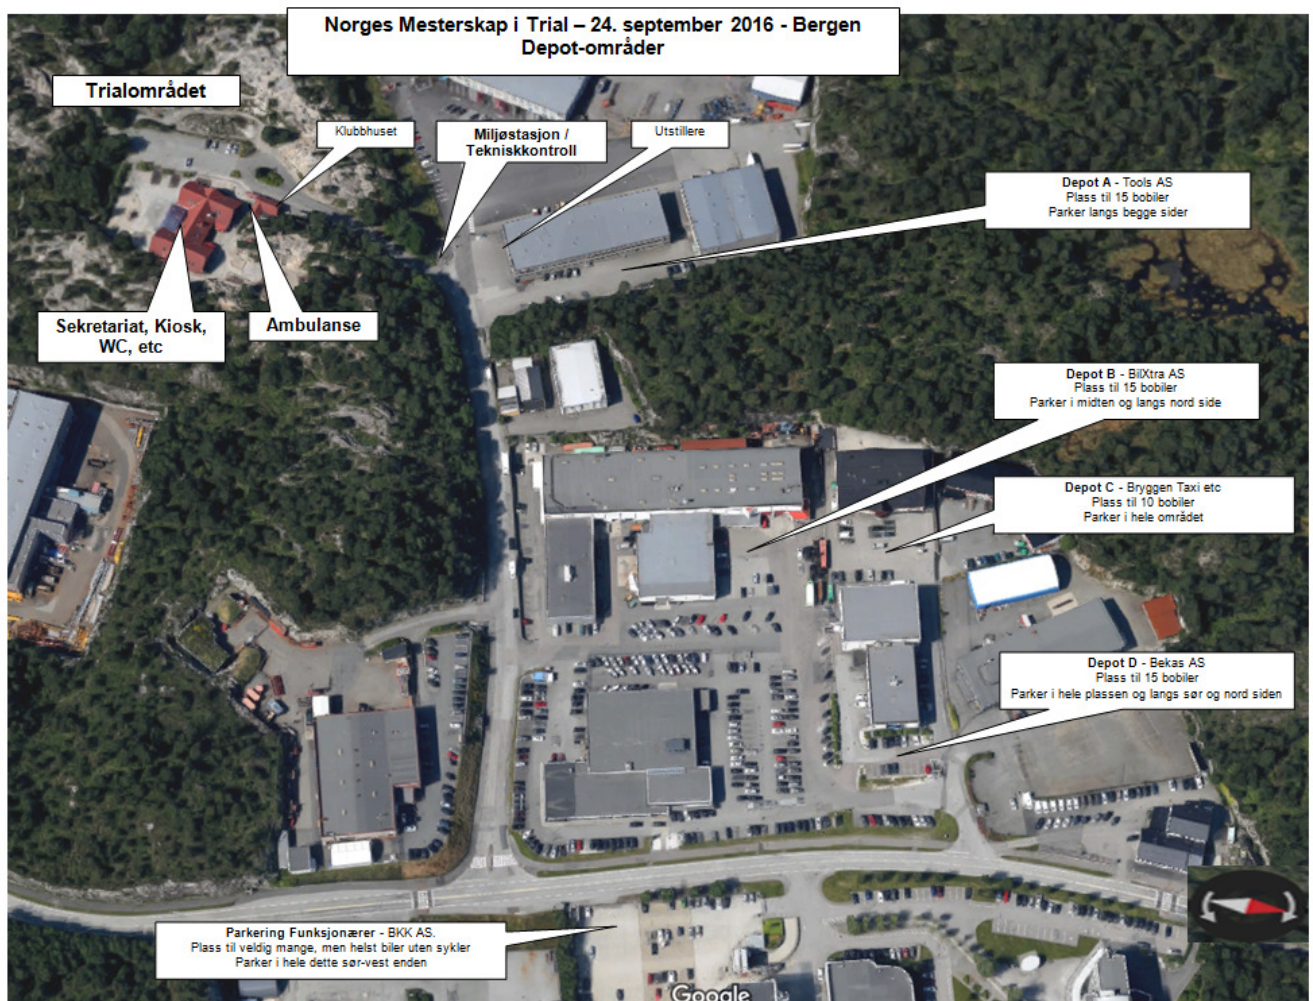 Norges Mesterskap i Trial – 24. september 2016 - Bergen
Depot-områder
Trialområdet
Klubbhuset
Miljøstasjon /
Tekniskkontroll
Utstillere
Depot A - Tools AS
Plass til 15 bobiler
Parker langs begge sider
Sekretariat, Kiosk,
WC, etc
Ambulanse
Depot B - BilXtra AS
Plass til 15 bobiler
Parker i midten og langs nord side
Depot C - Bryggen Taxi etc
Plass til 10 bobiler
Parker i hele området
Depot D - Bekas AS
Plass til 15 bobiler
Parker i hele plassen og langs sør og nord siden
Parkering Funksjonærer - BKK AS.
Plass til veldig mange, men helst biler uten sykler
Parker i hele dette sør-vest enden
Google